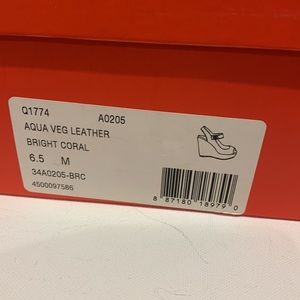 Q1774 A0205
AQUA VEG LEATHER
BRIGHT CORAL
6.5 M
34A0205-BRC
4500097586
8 87180 18979 0